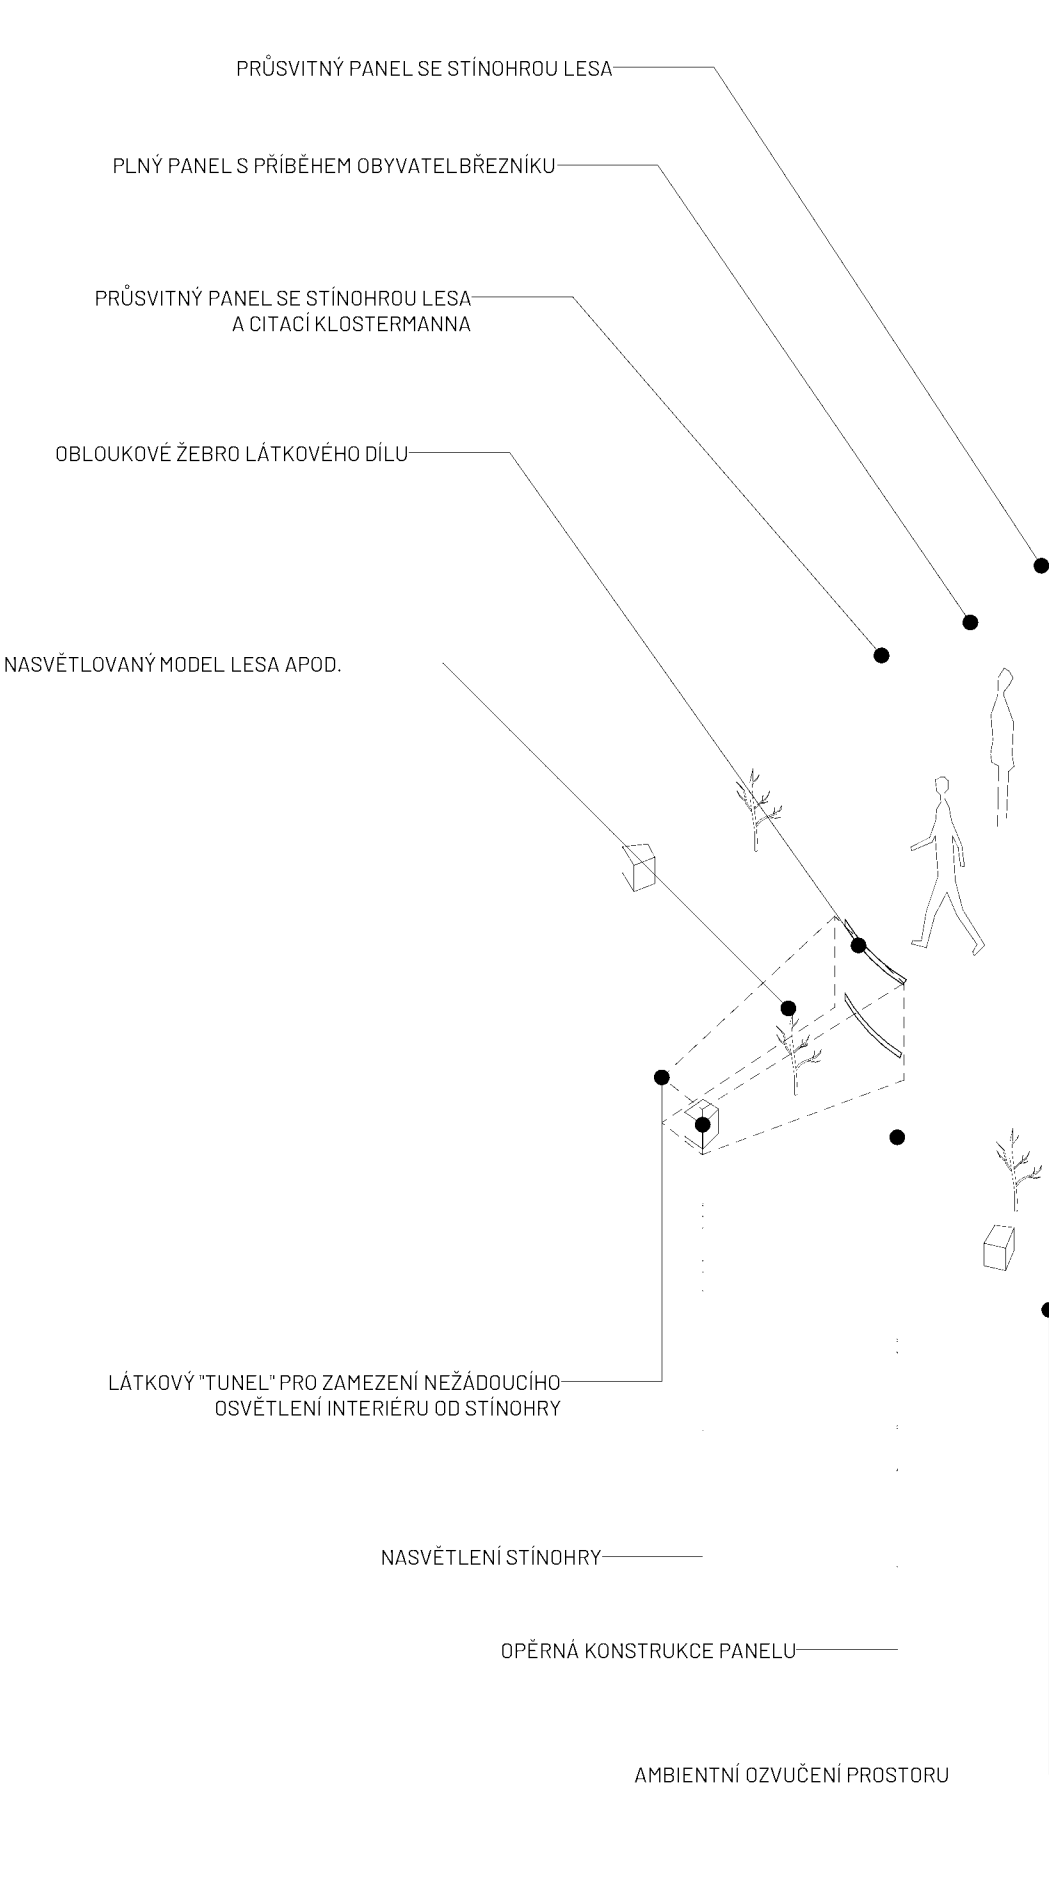 PRŮSVITNÝ PANEL SE STÍNOHROU LESA
PLNÝ PANEL S PŘÍBĚHEM OBYVATEL BŘEZNÍKU
PRŮSVITNÝ PANEL SE STÍNOHROU LESA
A CITACÍ KLOSTERMANNA
OBLOUKOVÉ ŽEBRO LÁTKOVÉHO DÍLU
NASVĚTLOVANÝ MODEL LESA APOD.
LÁTKOVÝ "TUNEL" PRO ZAMEZENÍ NEŽÁDOUCÍHO
OSVĚTLENÍ INTERIÉRU OD STÍNOHRY
NASVĚTLENÍ STÍNOHRY
OPĚRNÁ KONSTRUKCE PANELU
AMBIENTNÍ OZVUČENÍ PROSTORU